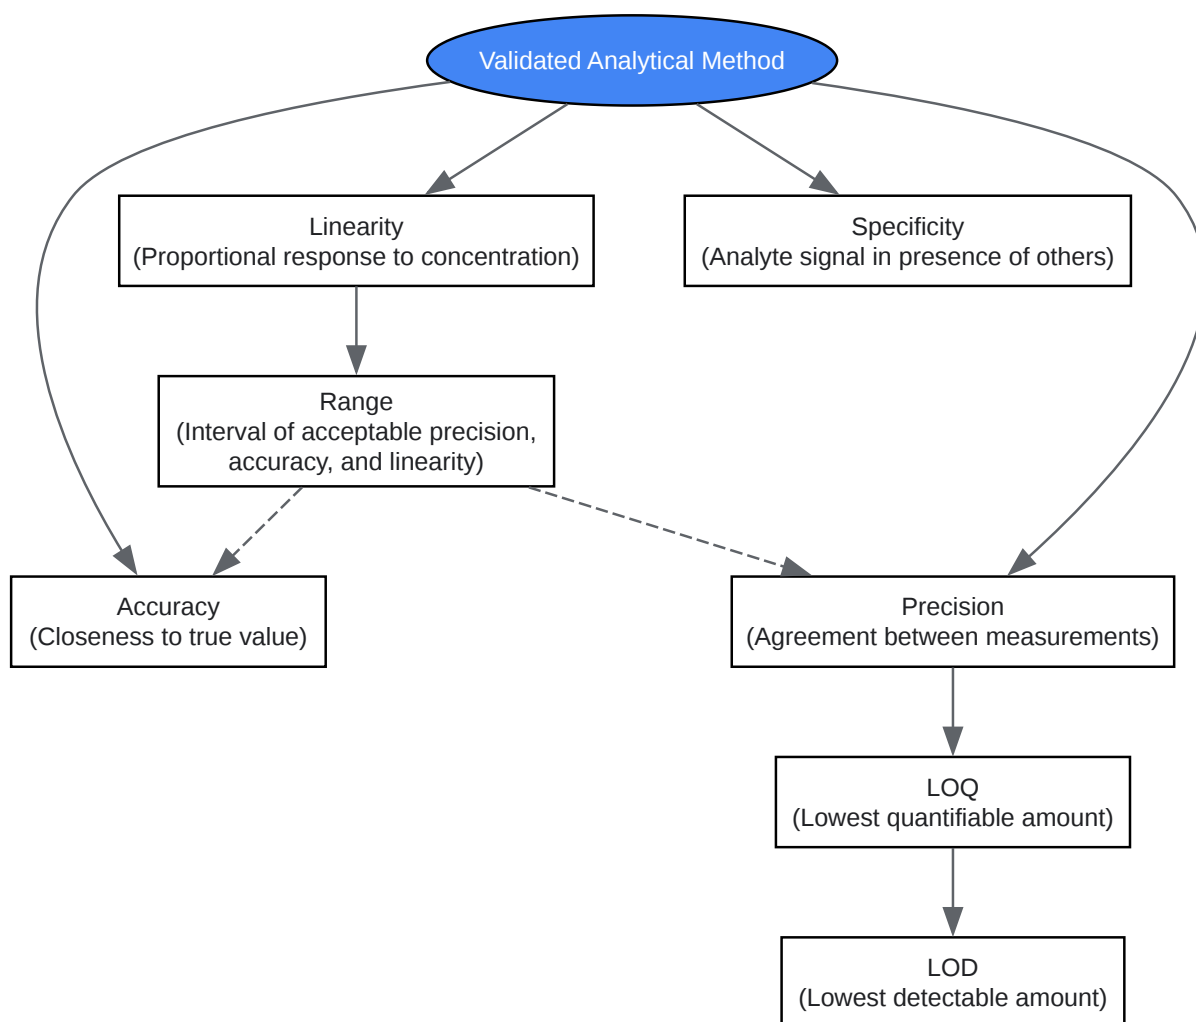 Validated Analytical Method
Linearity
(Proportional response to concentration)
Specificity
(Analyte signal in presence of others)
Range
(Interval of acceptable precision,
accuracy, and linearity)
Accuracy
(Closeness to true value)
Precision
(Agreement between measurements)
LOQ
(Lowest quantifiable amount)
LOD
(Lowest detectable amount)